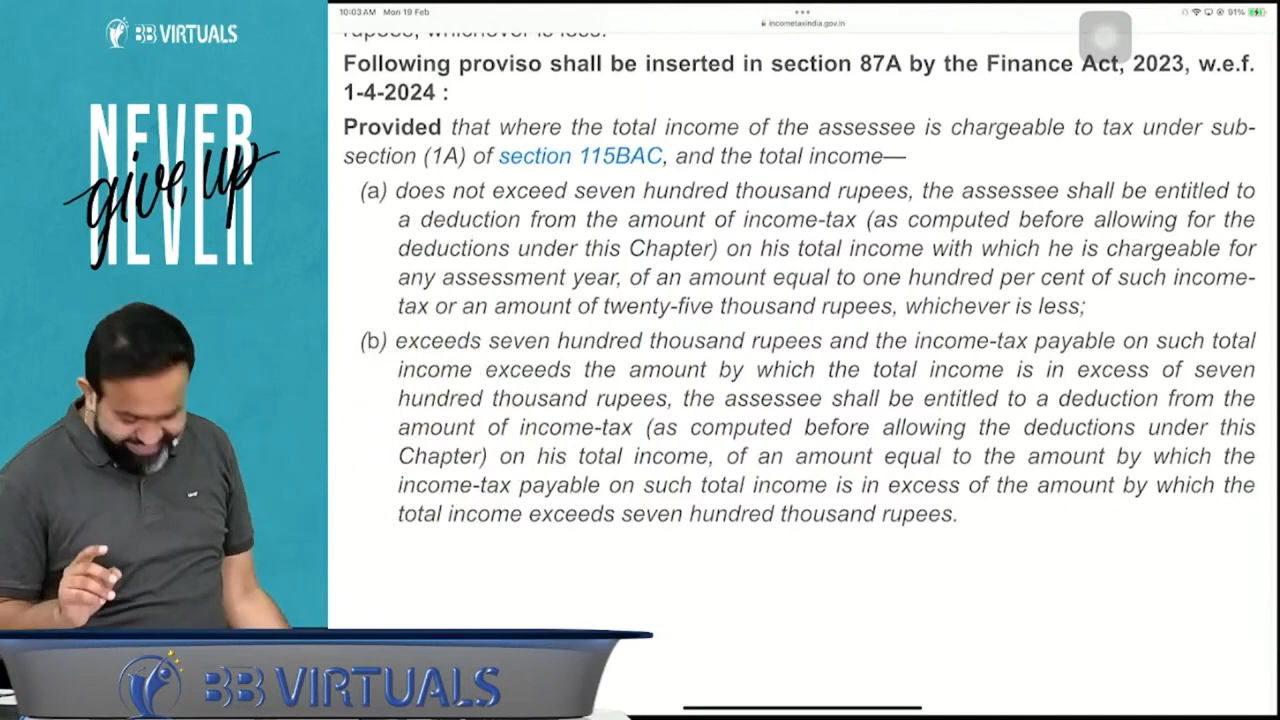 BB VIRTUALS
NEVER
give up
NEVER
10:03 AM Mon 19 Feb
incometaxindia.gov.in
91%
rupees, whichever is less.
Following proviso shall be inserted in section 87A by the Finance Act, 2023, w.e.f.
1-4-2024 :
Provided that where the total income of the assessee is chargeable to tax under sub-
section (1A) of section 115BAC, and the total income—
(a) does not exceed seven hundred thousand rupees, the assessee shall be entitled to
a deduction from the amount of income-tax (as computed before allowing for the
deductions under this Chapter) on his total income with which he is chargeable for
any assessment year, of an amount equal to one hundred per cent of such income-
tax or an amount of twenty-five thousand rupees, whichever is less;
(b) exceeds seven hundred thousand rupees and the income-tax payable on such total
income exceeds the amount by which the total income is in excess of seven
hundred thousand rupees, the assessee shall be entitled to a deduction from the
amount of income-tax (as computed before allowing the deductions under this
Chapter) on his total income, of an amount equal to the amount by which the
income-tax payable on such total income is in excess of the amount by which the
total income exceeds seven hundred thousand rupees.
BB VIRTUALS